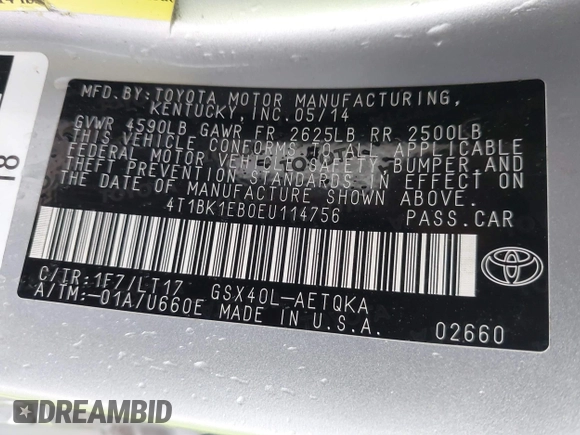 MFD.BY:TOYOTA MOTOR MANUFACTURING,
KENTUCKY, INC.05/14
GVWR 4590LB GAWR FR 2625LB RR 2500LB
THIS VEHICLE CONFORMS TO ALL APPLICABLE
FEDERAL MOTOR VEHICLE SAFETY, BUMPER, AND
THEFT PREVENTION STANDARDS IN EFFECT ON
THE DATE OF MANUFACTURE SHOWN ABOVE.
4T1BK1EB0EU114756 PASS.CAR
C/TR:1F7/LT17 GSX40L-AETQKA
A/TM:-01A/U660E MADE IN U.S.A.
02660
DREAMBID